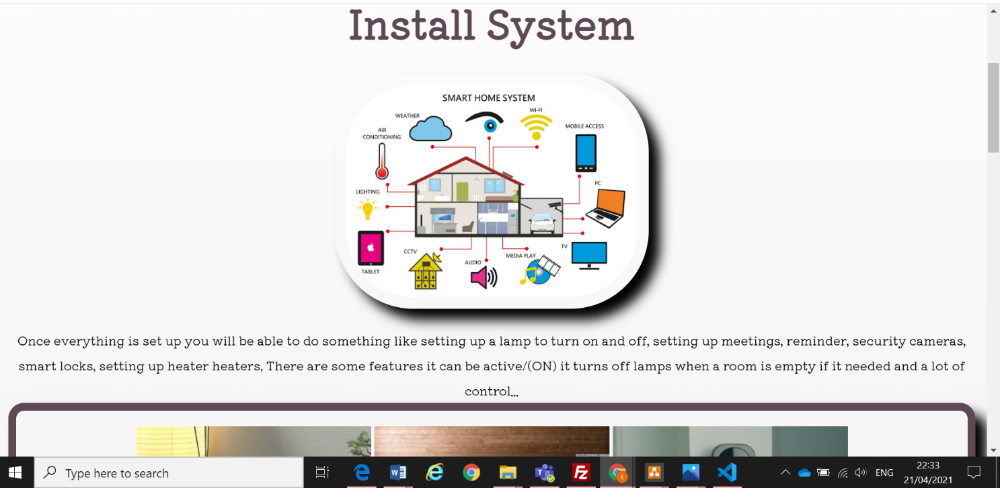 Install System
SMART HOME SYSTEM
WI-FI
WEATHER
MOBILE ACCESS
AIR
CONDITIONING
PC
LIGHTING
TV
CCTV
MEDIA PLAY
AUDIO
TABLET
Once everything is set up you will be able to do something like setting up a lamp to turn on and off, setting up meetings, reminder, security cameras,
smart locks, setting up heater heaters, There are some features it can be active/(ON) it turns off lamps when a room is empty if it needed and a lot of
control...
Type here to search
ENG
22:33
21/04/2021